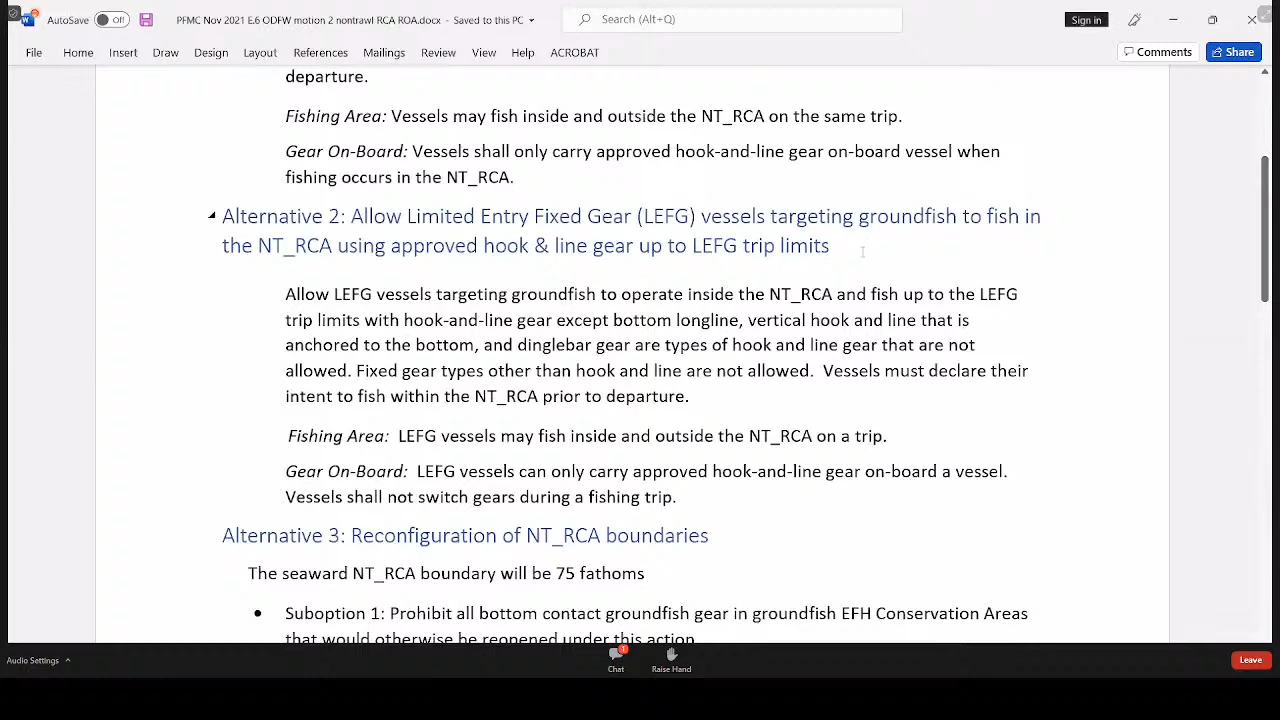 AutoSave Off PFMC Nov 2021 E.6 ODFW motion 2 nontrawl RCA ROA.docx - Saved to this PC Search (Alt+Q) Sign in
File Home Insert Draw Design Layout References Mailings Review View Help ACROBAT Comments Share
departure.
Fishing Area: Vessels may fish inside and outside the NT_RCA on the same trip.
Gear On-Board: Vessels shall only carry approved hook-and-line gear on-board vessel when
fishing occurs in the NT_RCA.
Alternative 2: Allow Limited Entry Fixed Gear (LEFG) vessels targeting groundfish to fish in
the NT_RCA using approved hook & line gear up to LEFG trip limits
Allow LEFG vessels targeting groundfish to operate inside the NT_RCA and fish up to the LEFG
trip limits with hook-and-line gear except bottom longline, vertical hook and line that is
anchored to the bottom, and dinglebar gear are types of hook and line gear that are not
allowed. Fixed gear types other than hook and line are not allowed.  Vessels must declare their
intent to fish within the NT_RCA prior to departure.
Fishing Area:  LEFG vessels may fish inside and outside the NT_RCA on a trip.
Gear On-Board:  LEFG vessels can only carry approved hook-and-line gear on-board a vessel.
Vessels shall not switch gears during a fishing trip.
Alternative 3: Reconfiguration of NT_RCA boundaries
The seaward NT_RCA boundary will be 75 fathoms
• Suboption 1: Prohibit all bottom contact groundfish gear in groundfish EFH Conservation Areas
that would otherwise be reopened under this action
Audio Settings 1 Chat Raise Hand Leave